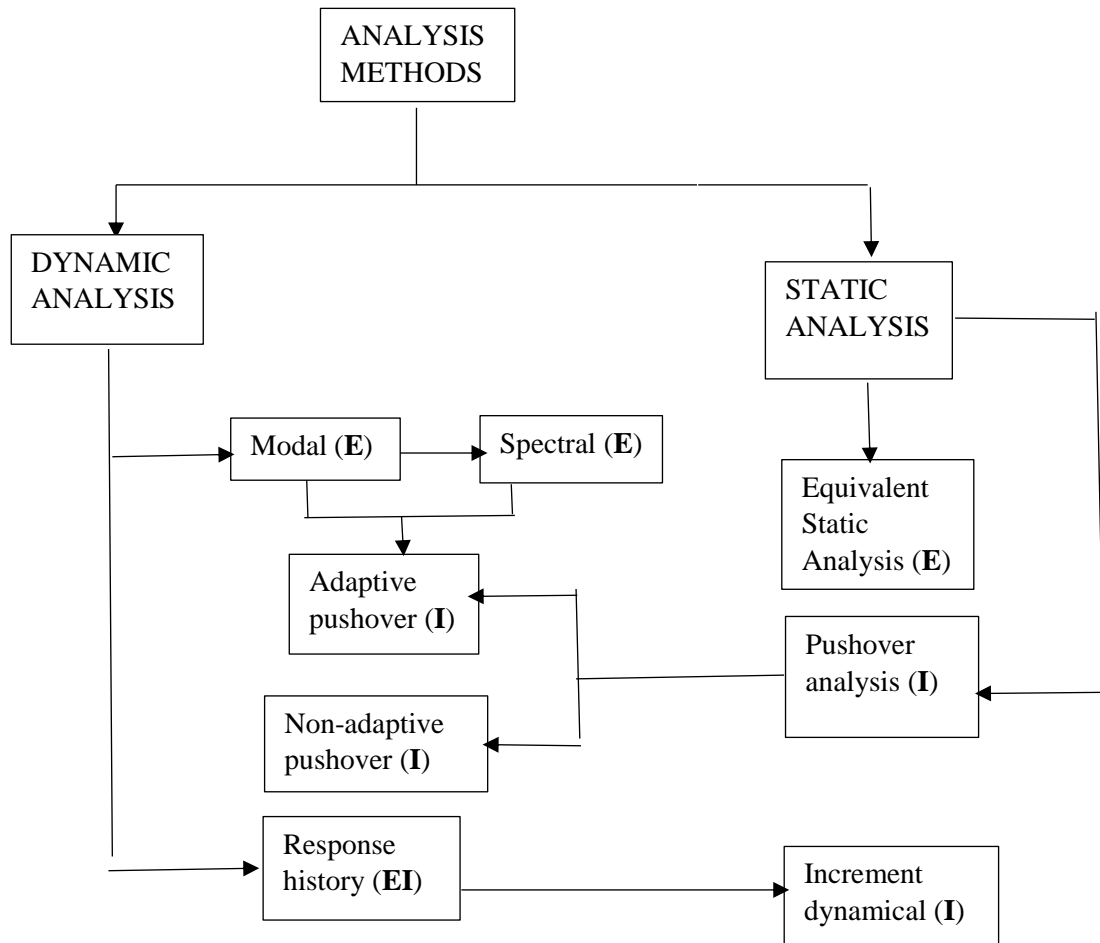 ANALYSIS
METHODS
DYNAMIC
ANALYSIS
STATIC
ANALYSIS
Modal (E)
Spectral (E)
Equivalent
Static
Analysis (E)
Adaptive
pushover (I)
Pushover
analysis (I)
Non-adaptive
pushover (I)
Response
history (EI)
Increment
dynamical (I)